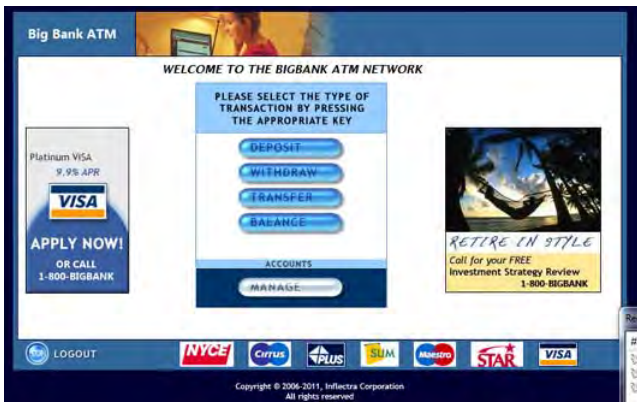 Big Bank ATM
WELCOME TO THE BIGBANK ATM NETWORK
PLEASE SELECT THE TYPE OF
TRANSACTION BY PRESSING
THE APPROPRIATE KEY
DEPOSIT
WITHDRAW
TRANSFER
BALANCE
ACCOUNTS
MANAGE
Platinum VISA
9.9% APR
VISA
APPLY NOW!
OR CALL
1-800-BIGBANK
RETIRE IN STYLE
Call for your FREE
Investment Strategy Review
1-800-BIGBANK
LOGOUT
NYCE
Cirrus
PLUS
SUM
Maestro
STAR
VISA
Copyright © 2006-2011, Inflectra Corporation
All rights reserved
Re
#